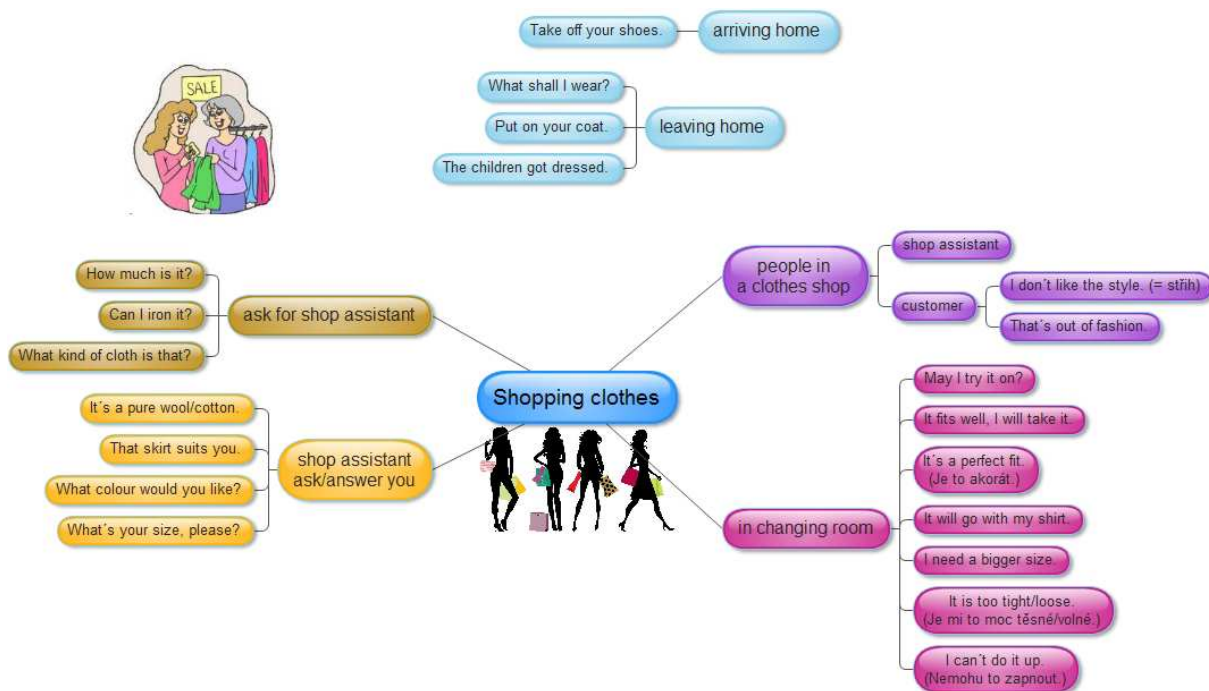 Take off your shoes.
arriving home
What shall I wear?
Put on your coat.
The children got dressed.
leaving home
SALE
How much is it?
Can I iron it?
What kind of cloth is that?
ask for shop assistant
It´s a pure wool/cotton.
That skirt suits you.
What colour would you like?
What´s your size, please?
shop assistant
ask/answer you
Shopping clothes
people in
a clothes shop
shop assistant
customer
I don´t like the style. (= střih)
That´s out of fashion.
in changing room
May I try it on?
It fits well, I will take it.
It´s a perfect fit.
(Je to akorát.)
It will go with my shirt.
I need a bigger size.
It is too tight/loose.
(Je mi to moc těsné/volné.)
I can´t do it up.
(Nemohu to zapnout.)